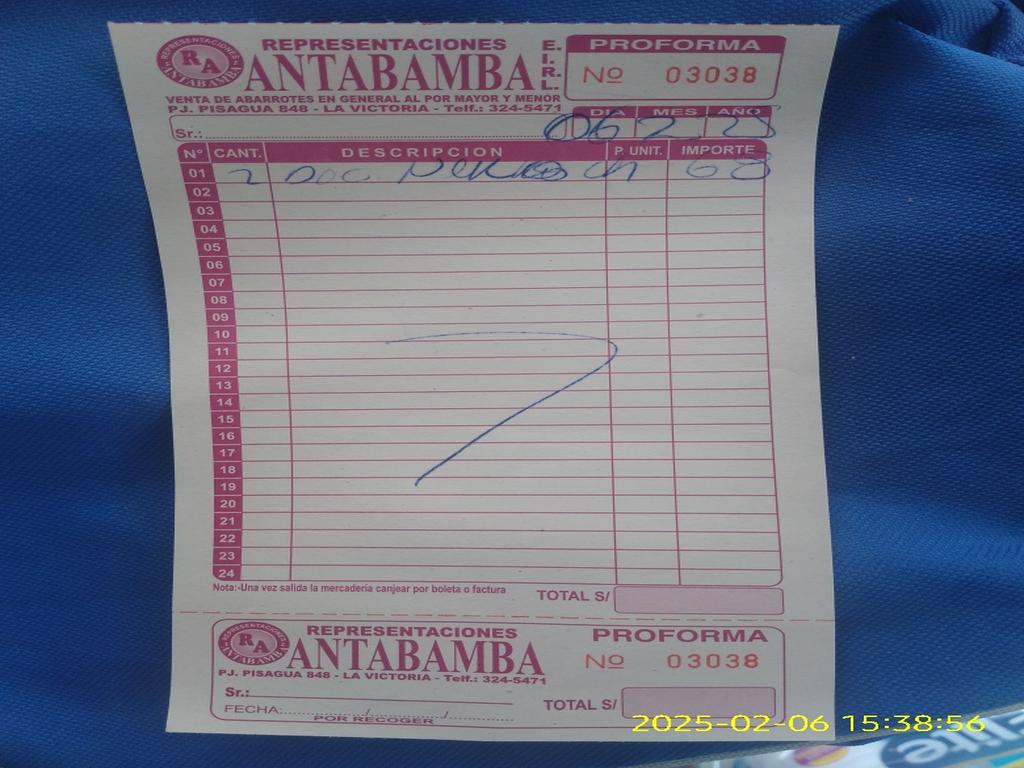 REPRESENTACIONES
RA
REPRESENTACIONES ANTABAMBA
ANTABAMBA E.I.R.L.
VENTA DE ABARROTES EN GENERAL AL POR MAYOR Y MENOR
PJ. PISAGUA 848 - LA VICTORIA - Telf.: 324-5471
PROFORMA
Nº 03038
DIA MES AÑO
Sr.: 06 2 25
Nº CANT. DESCRIPCION P. UNIT. IMPORTE
01 2 68
02
03
04
05
06
07
08
09
10
11
12
13
14
15
16
17
18
19
20
21
22
23
24
Nota:-Una vez salida la mercadería canjear por boleta o factura
TOTAL S/
REPRESENTACIONES
RA
REPRESENTACIONES ANTABAMBA
ANTABAMBA
PJ. PISAGUA 848 - LA VICTORIA - Telf.: 324-5471
PROFORMA
Nº 03038
Sr.:
FECHA: / /
POR RECOGER
TOTAL S/
2025-02-06 15:38:56